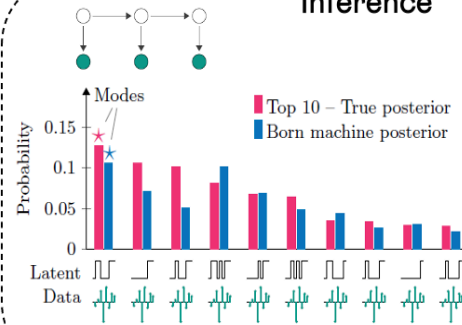 Inference
Modes
Top 10 – True posterior
Born machine posterior
Probability
0.15
0.1
0.05
0
Latent
Data